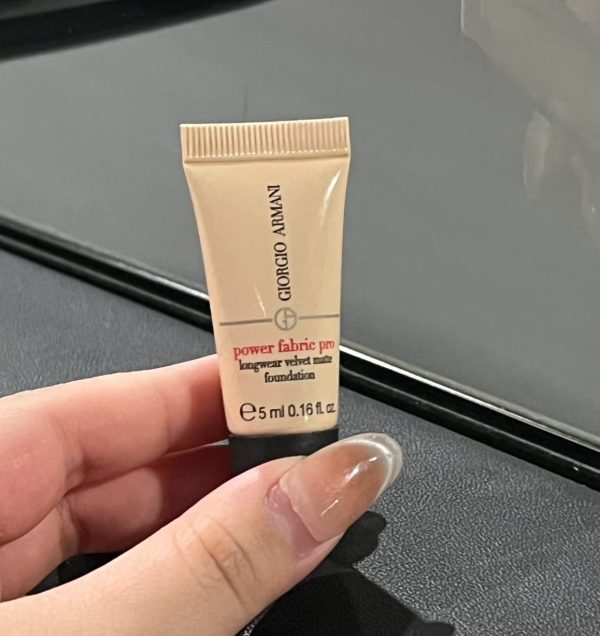 GIORGIO ARMANI
power fabric pro
longwear velvet matte
foundation
℮ 5 ml 0.16 fl. oz.